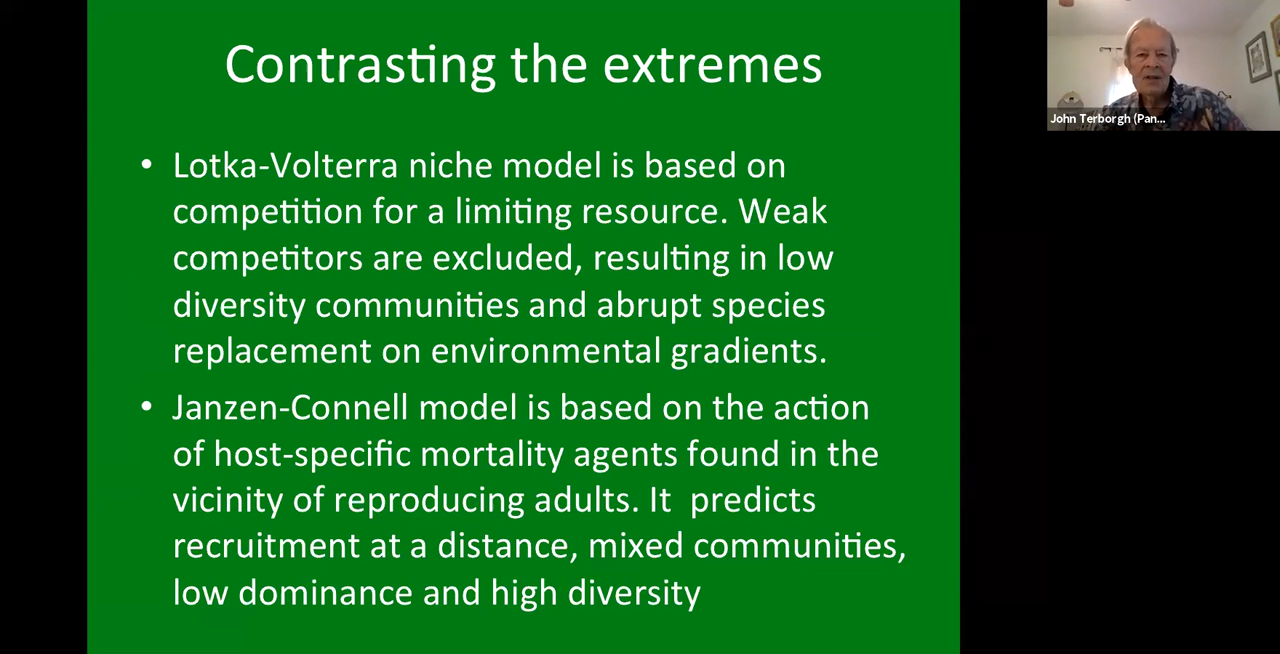 Contrasting the extremes
• Lotka-Volterra niche model is based on
competition for a limiting resource. Weak
competitors are excluded, resulting in low
diversity communities and abrupt species
replacement on environmental gradients.
• Janzen-Connell model is based on the action
of host-specific mortality agents found in the
vicinity of reproducing adults. It  predicts
recruitment at a distance, mixed communities,
low dominance and high diversity
John Terborgh (Pan...